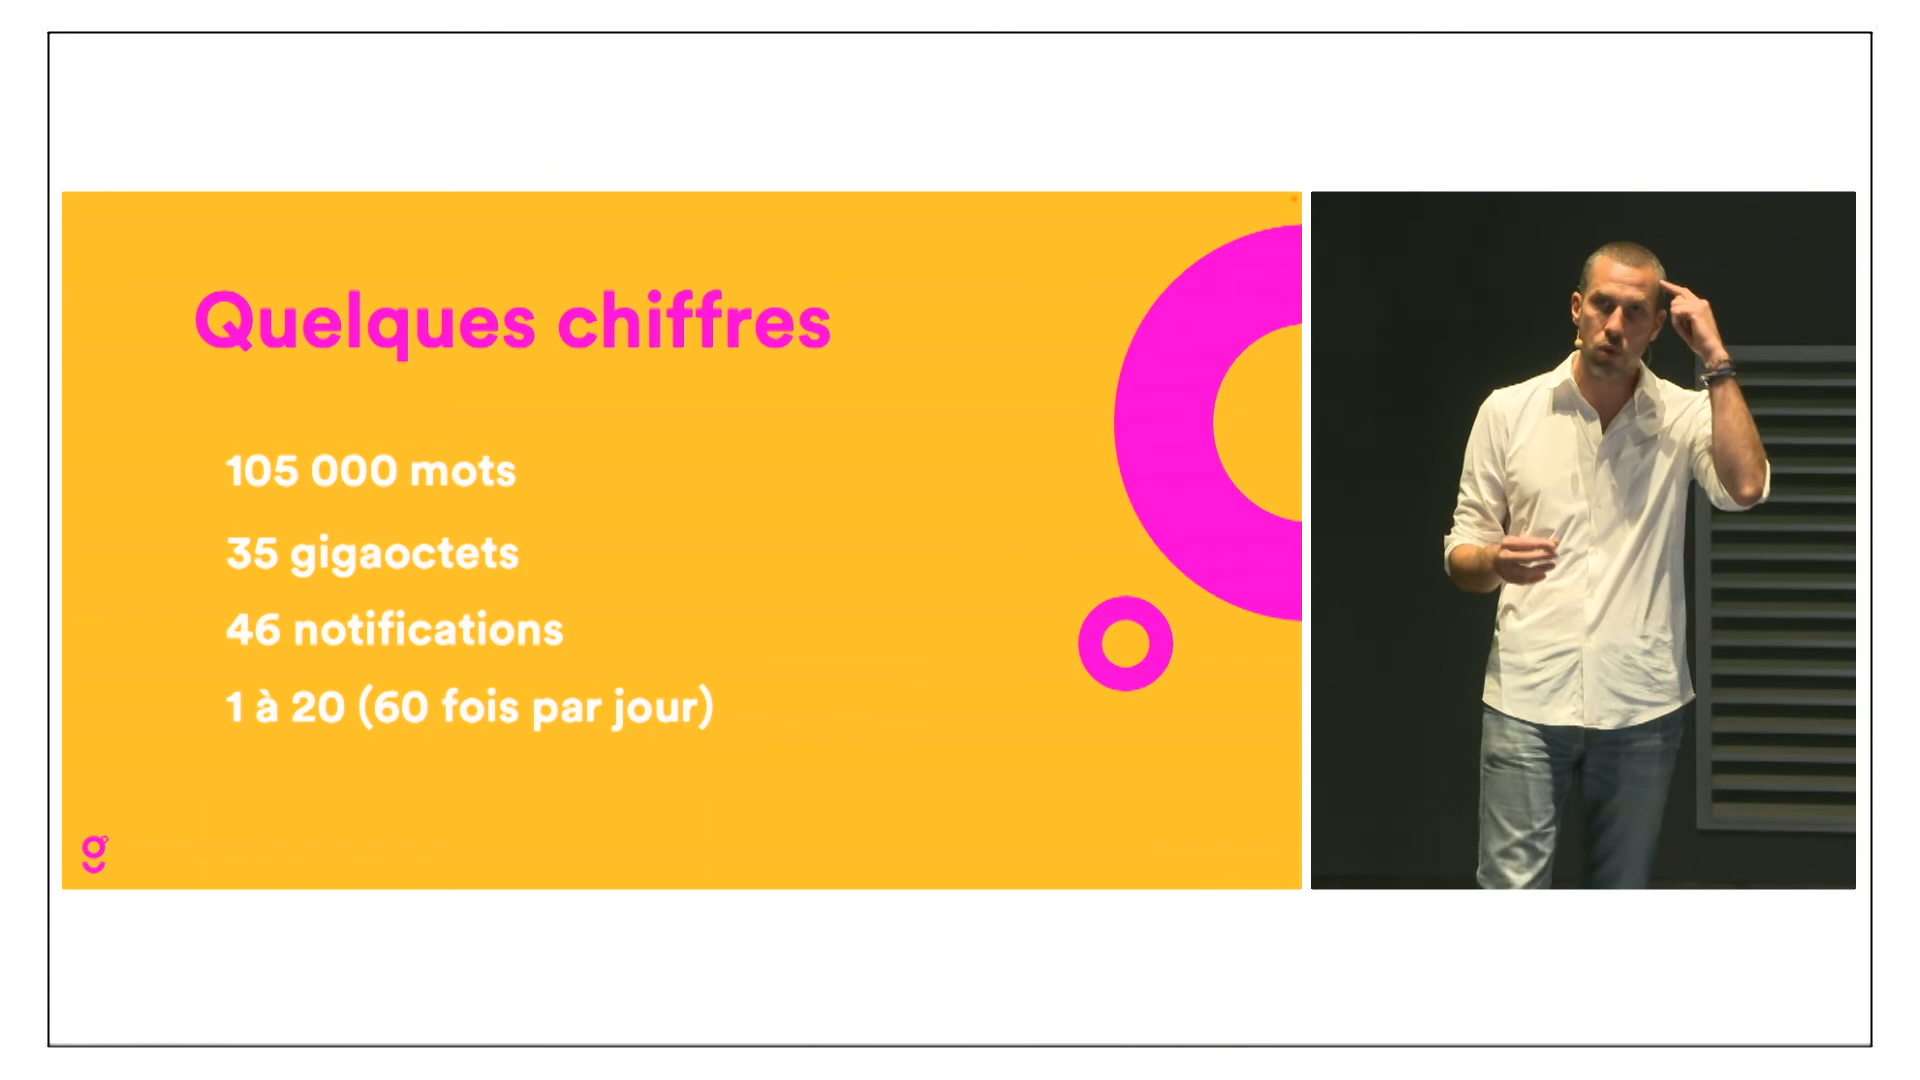 Quelques chiffres
105 000 mots
35 gigaoctets
46 notifications
1 à 20 (60 fois par jour)
g